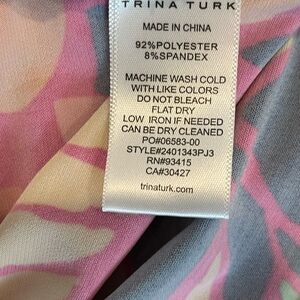 TRINA TURK
MADE IN CHINA
92%POLYESTER
8%SPANDEX
MACHINE WASH COLD
WITH LIKE COLORS
DO NOT BLEACH
FLAT DRY
LOW IRON IF NEEDED
CAN BE DRY CLEANED
PO#06583-00
STYLE#2401343PJ3
RN#93415
CA#30427
trinaturk.com